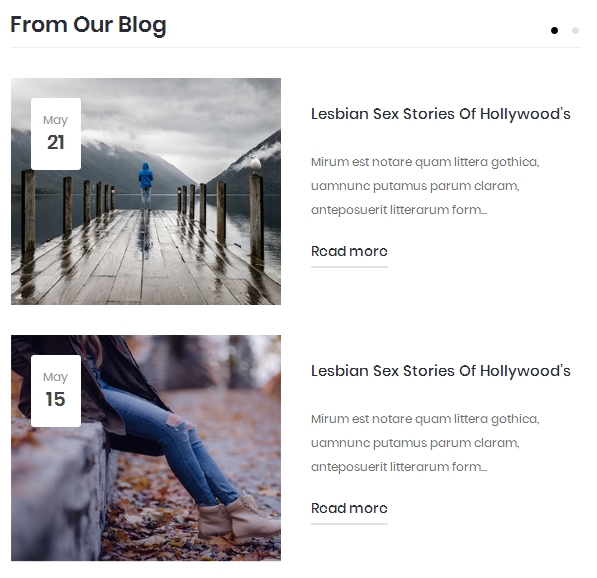 From Our Blog
May
21
Lesbian Sex Stories Of Hollywood's
Mirum est notare quam littera gothica,
uamnunc putamus parum claram,
anteposuerit litterarum form...
Read more
May
15
Lesbian Sex Stories Of Hollywood's
Mirum est notare quam littera gothica,
uamnunc putamus parum claram,
anteposuerit litterarum form...
Read more